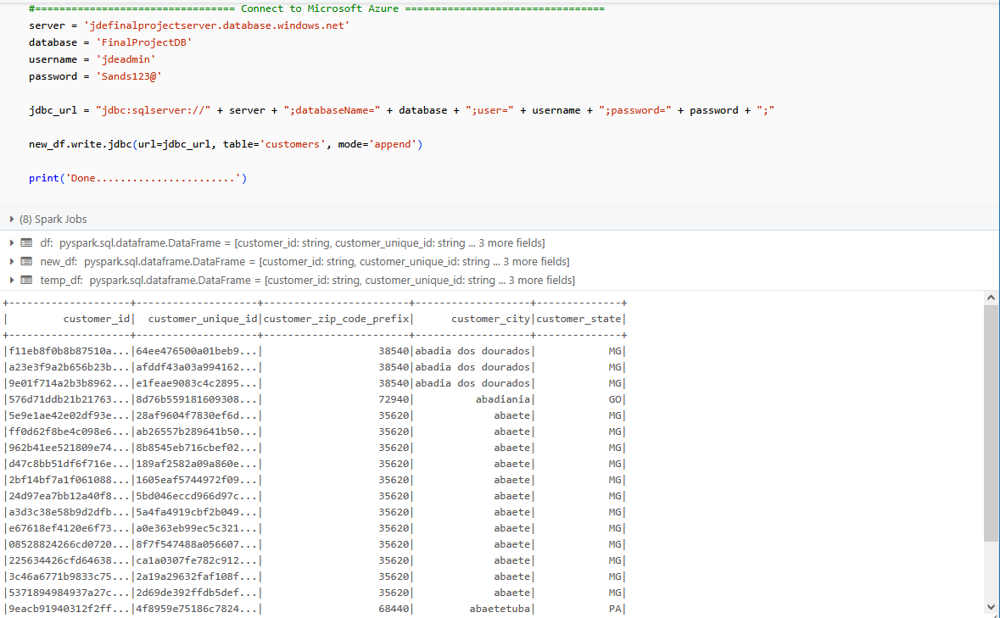 #================================= Connect to Microsoft Azure =================================
server = 'jdefinalprojectserver.database.windows.net'
database = 'FinalProjectDB'
username = 'jdeadmin'
password = 'Sands123@'
jdbc_url = "jdbc:sqlserver://" + server + ";databaseName=" + database + ";user=" + username + ";password=" + password + ";"
new_df.write.jdbc(url=jdbc_url, table='customers', mode='append')
print('Done.......................')
(8) Spark Jobs
df: pyspark.sql.dataframe.DataFrame = [customer_id: string, customer_unique_id: string ... 3 more fields]
new_df: pyspark.sql.dataframe.DataFrame = [customer_id: string, customer_unique_id: string ... 3 more fields]
temp_df: pyspark.sql.dataframe.DataFrame = [customer_id: string, customer_unique_id: string ... 3 more fields]
+--------------------+--------------------+------------------------+-------------------+--------------+
| customer_id| customer_unique_id|customer_zip_code_prefix| customer_city|customer_state|
+--------------------+--------------------+------------------------+-------------------+--------------+
|f11eb8f0b8b87510a...|64ee476500a01beb9...| 38540|abadia dos dourados| MG|
|a23e3f9a2b656b23b...|afddf43a03a994162...| 38540|abadia dos dourados| MG|
|9e01f714a2b3b8962...|e1feae9083c4c2895...| 38540|abadia dos dourados| MG|
|576d71ddb21b21763...|8d76b559181609308...| 72940| abadiania| GO|
|5e9e1ae42e02df93e...|28af9604f7830ef6d...| 35620| abaete| MG|
|ff0d62f8be4c098e6...|ab26557b289641b50...| 35620| abaete| MG|
|962b41ee521809e74...|8b8545eb716cbef02...| 35620| abaete| MG|
|d47c8bb51df6f716e...|189af2582a09a860e...| 35620| abaete| MG|
|2bf14bf7a1f061088...|1605eaf5744972f09...| 35620| abaete| MG|
|24d97ea7bb12a40f8...|5bd046eccd966d97c...| 35620| abaete| MG|
|a3d3c38e58b9d2dfb...|5a4fa4919cbf2b049...| 35620| abaete| MG|
|e67618ef4120e6f73...|a0e363eb99ec5c321...| 35620| abaete| MG|
|08528824266cd0720...|8f7f547488a056607...| 35620| abaete| MG|
|225634426cfd64638...|ca1a0307fe782c912...| 35620| abaete| MG|
|3c46a6771b9833c75...|2a19a29632faf108f...| 35620| abaete| MG|
|5371894984937a27c...|2d69de392ffdb5def...| 35620| abaete| MG|
|9eacb91940312f2ff...|4f8959e75186c7824...| 68440| abaetetuba| PA|